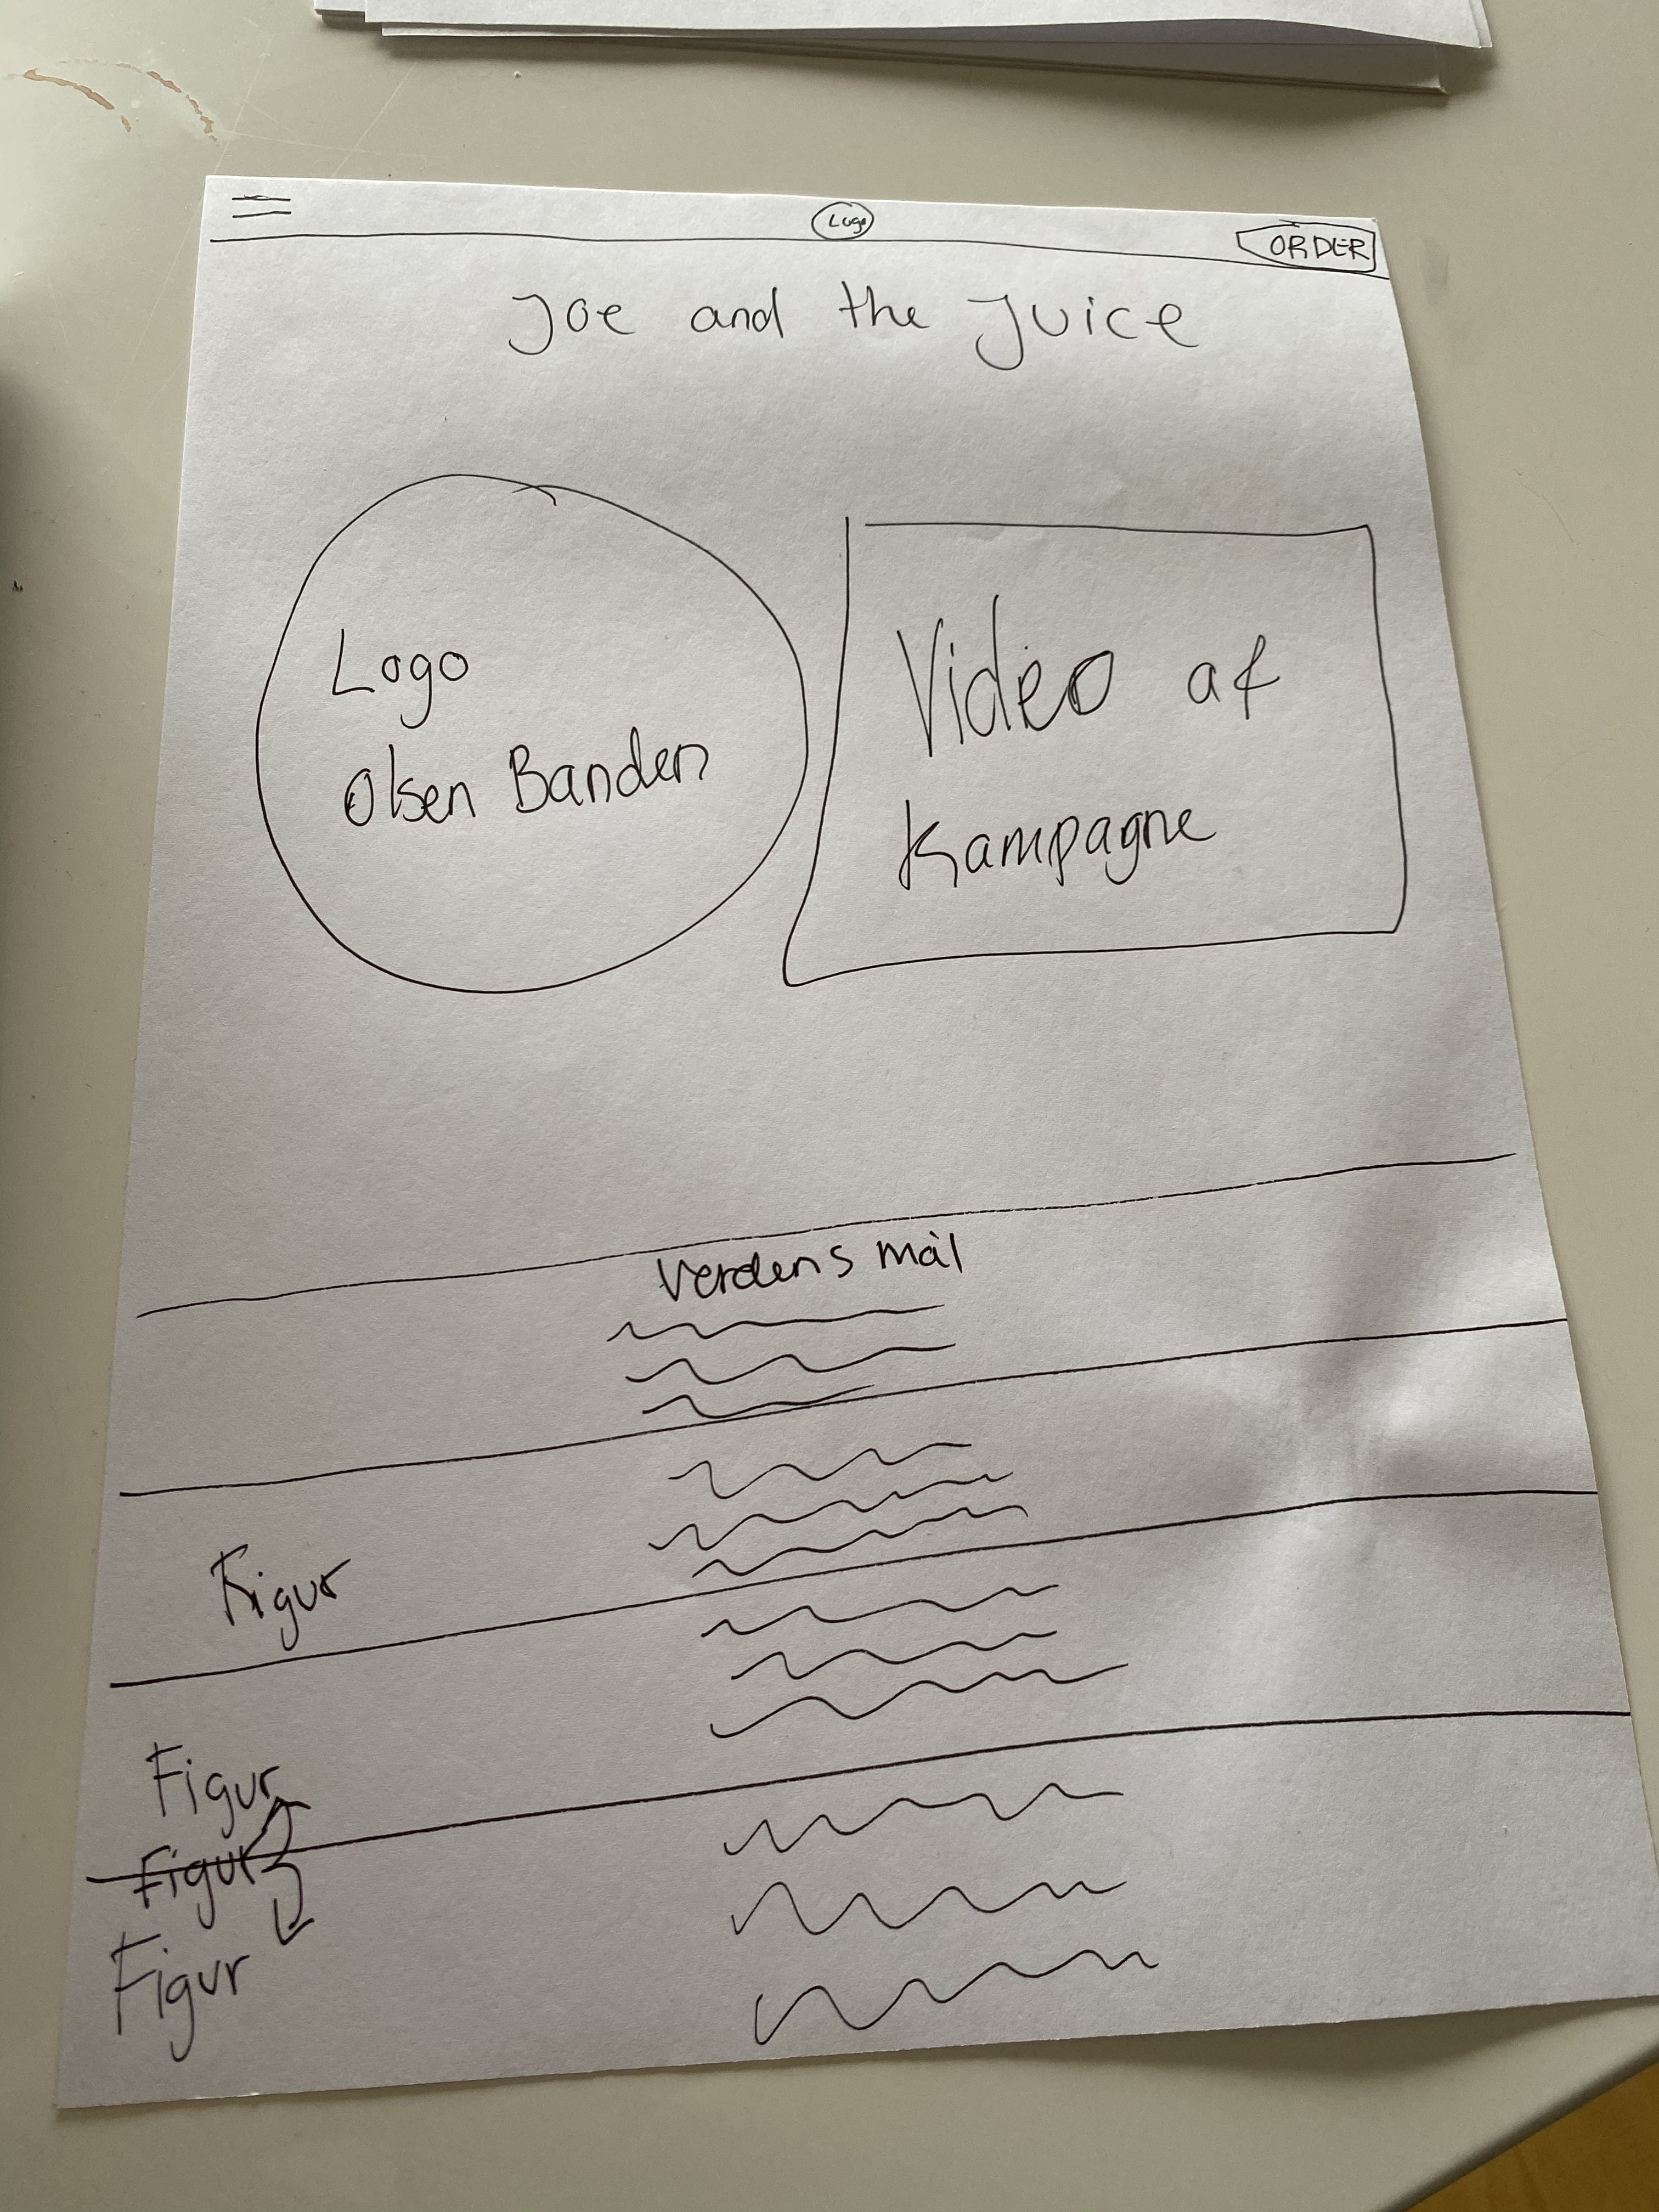 Logo
ORDER
Joe and the Juice
Logo
Olsen Banden
Video af
Kampagne
Verdens mål
Figur
Figur
Figur
Figur